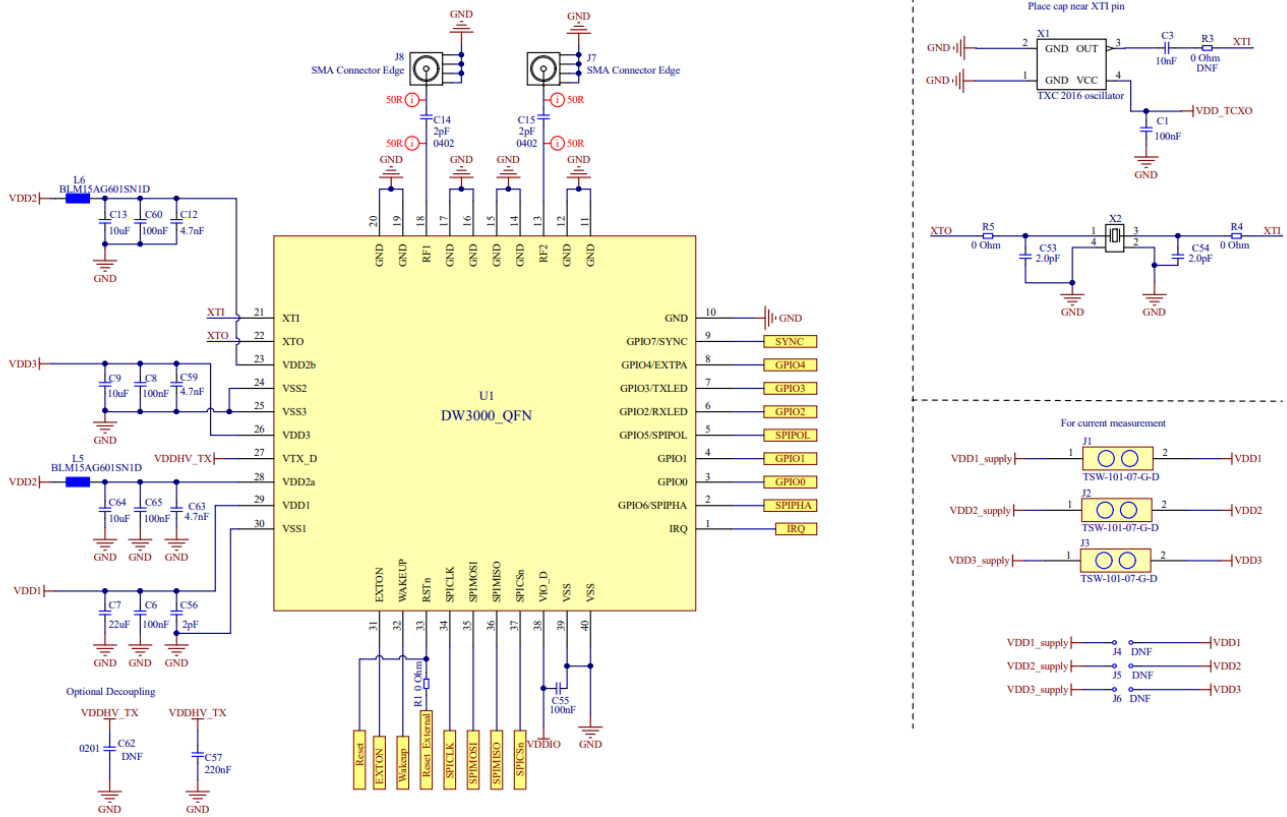 GND
GND
J8
SMA Connector Edge
J7
SMA Connector Edge
50R
i
i
50R
C14
2pF
0402
C15
2pF
0402
50R
i
i
50R
GND
GND
GND
GND
20
19
18
17
16
15
14
13
12
11
GND
GND
RF1
GND
GND
GND
GND
RF2
GND
GND
L6
BLM15AG601SN1D
VDD2
C13
10uF
C60
100nF
C12
4.7nF
GND
XTI
21
XTI
XTO
22
XTO
23
VDD2b
24
VSS2
25
VSS3
26
VDD3
VDDHV_TX
27
VTX_D
28
VDD2a
29
VDD1
30
VSS1
VDD3
C9
10uF
C8
100nF
C59
4.7nF
GND
L5
BLM15AG601SN1D
VDD2
C64
10uF
C65
100nF
C63
4.7nF
GND
GND
GND
VDD1
C7
22uF
C6
100nF
C56
2pF
GND
GND
GND
U1
DW3000_QFN
GND
10
GND
GPIO7/SYNC
9
SYNC
GPIO4/EXTPA
8
GPIO4
GPIO3/TXLED
7
GPIO3
GPIO2/RXLED
6
GPIO2
GPIO5/SPIPOL
5
SPIPOL
GPIO1
4
GPIO1
GPIO0
3
GPIO0
GPIO6/SPIPHA
2
SPIPHA
IRQ
1
IRQ
EXTON
WAKEUP
RSTn
SPICLK
SPIMOSI
SPIMISO
SPICSn
VIO_D
VSS
VSS
31
32
33
34
35
36
37
38
39
40
R1 0 Ohm
C55
100nF
VDDIO
GND
Reset
EXTON
Wakeup
Reset External
SPICLK
SPIMOSI
SPIMISO
SPICSn
Optional Decoupling
VDDHV_TX
VDDHV_TX
0201
C62
DNF
C57
220nF
GND
GND
Place cap near XTI pin
X1
GND
2
GND OUT
3
C3
10nF
R3
0 Ohm
DNF
XTI
GND
1
GND VCC
4
TXC 2016 oscillator
VDD_TCXO
C1
100nF
GND
XTO
R5
0 Ohm
C53
2.0pF
X2
1
4
3
2
C54
2.0pF
R4
0 Ohm
XTI
GND
GND
For current measurement
J1
VDD1_supply
1
2
VDD1
TSW-101-07-G-D
J2
VDD2_supply
1
2
VDD2
TSW-101-07-G-D
J3
VDD3_supply
1
2
VDD3
TSW-101-07-G-D
VDD1_supply
VDD1
J4 DNF
VDD2_supply
VDD2
J5 DNF
VDD3_supply
VDD3
J6 DNF